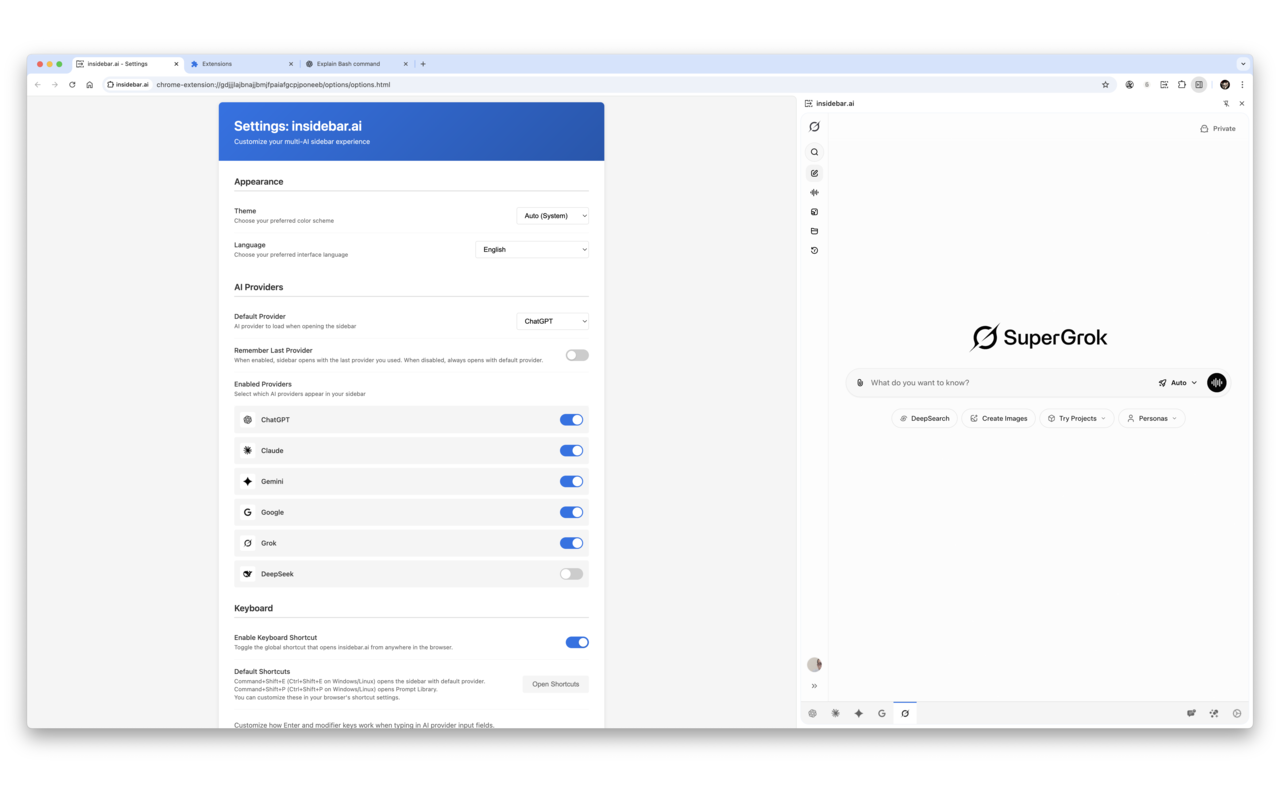 insidebar.ai - Settings
Extensions
Explain Bash command
insidebar.ai
chrome-extension://gdjjlajbnajjbmjfpaiafgcpjponeeb/options/options.html
Settings: insidebar.ai
Customize your multi-AI sidebar experience
Appearance
Theme
Choose your preferred color scheme
Auto (System)
Language
Choose your preferred interface language
English
AI Providers
Default Provider
AI provider to load when opening the sidebar
ChatGPT
Remember Last Provider
When enabled, sidebar opens with the last provider you used. When disabled, always opens with default provider.
Enabled Providers
Select which AI providers appear in your sidebar
ChatGPT
Claude
Gemini
Google
Grok
DeepSeek
Keyboard
Enable Keyboard Shortcut
Toggle the global shortcut that opens insidebar.ai from anywhere in the browser.
Default Shortcuts
Command+Shift+E (Ctrl+Shift+E on Windows/Linux) opens the sidebar with default provider.
Command+Shift+P (Ctrl+Shift+P on Windows/Linux) opens Prompt Library.
You can customize these in your browser's shortcut settings.
Open Shortcuts
Customize how Enter and modifier keys work when typing in AI provider input fields.
insidebar.ai
Private
SuperGrok
What do you want to know?
Auto
DeepSearch
Create Images
Try Projects
Personas